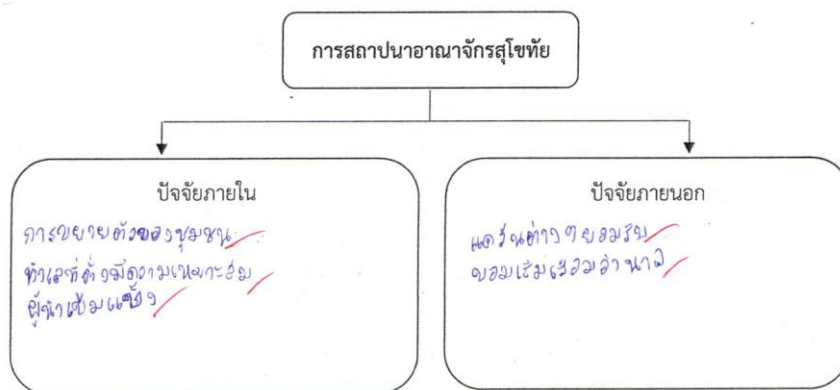 การสถาปนาอาณาจักรสุโขทัย
ปัจจัยภายใน
การขยายตัวของชุมชน
ทำเลที่ตั้งมีความเหมาะสม
ผู้นำเข้มแข็ง
ปัจจัยภายนอก
แคว้นต่างๆยอมรับ
ขอมเริ่มเสื่อมอำนาจ